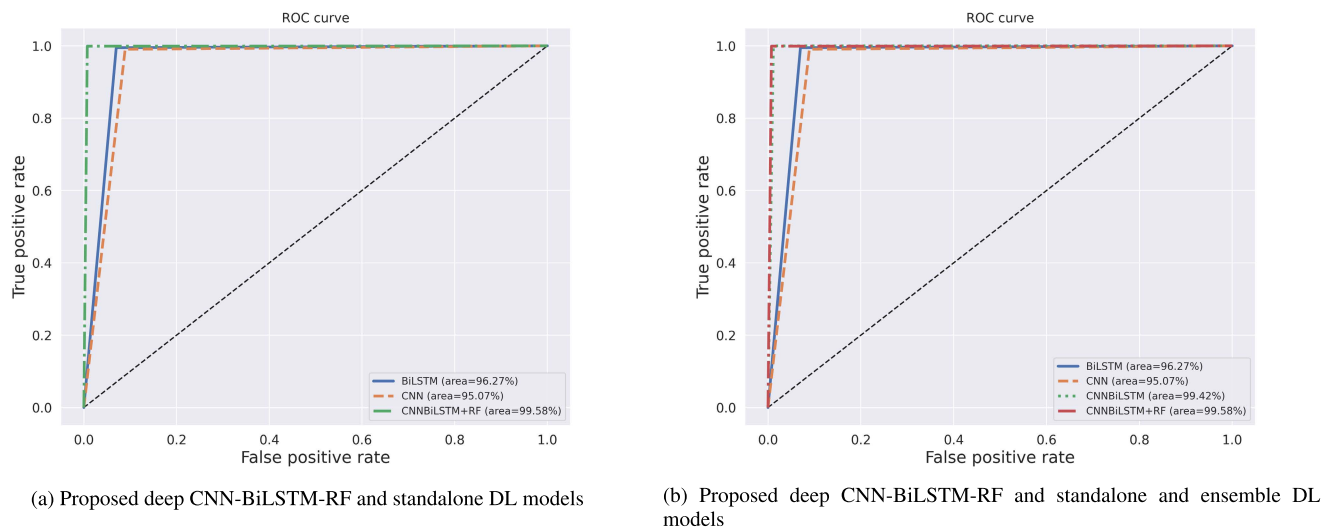 ROC curve
1.0
0.8
0.6
0.4
0.2
0.0
True positive rate
BiLSTM (area=96.27%)
CNN (area=95.07%)
CNNBiLSTM+RF (area=99.58%)
0.0 0.2 0.4 0.6 0.8 1.0
False positive rate
(a) Proposed deep CNN-BiLSTM-RF and standalone DL models
ROC curve
1.0
0.8
0.6
0.4
0.2
0.0
True positive rate
BiLSTM (area=96.27%)
CNN (area=95.07%)
CNNBiLSTM (area=99.42%)
CNNBiLSTM+RF (area=99.58%)
0.0 0.2 0.4 0.6 0.8 1.0
False positive rate
(b) Proposed deep CNN-BiLSTM-RF and standalone and ensemble DL
models